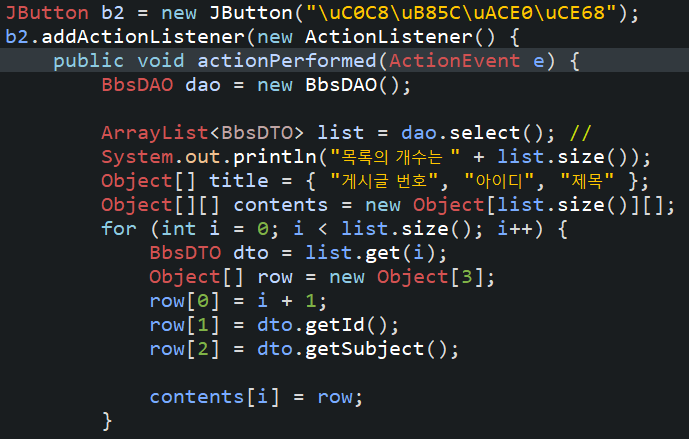 JButton b2 = new JButton("\uC0C8\uB85C\uACE0\uCE68");
b2.addActionListener(new ActionListener() {
public void actionPerformed(ActionEvent e) {
BbsDAO dao = new BbsDAO();
ArrayList<BbsDTO> list = dao.select(); //
System.out.println("목록의 개수는 " + list.size());
Object[] title = { "게시글 번호", "아이디", "제목" };
Object[][] contents = new Object[list.size()][];
for (int i = 0; i < list.size(); i++) {
BbsDTO dto = list.get(i);
Object[] row = new Object[3];
row[0] = i + 1;
row[1] = dto.getId();
row[2] = dto.getSubject();
contents[i] = row;
}